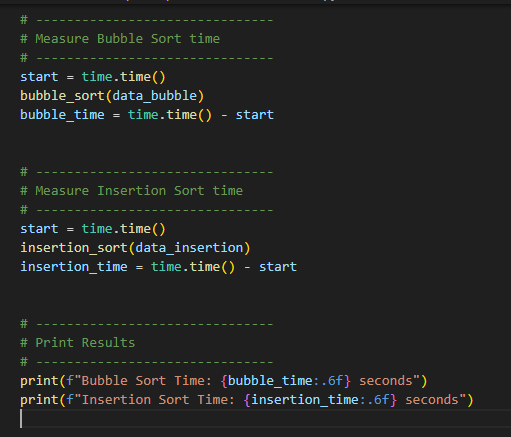 # -------------------------------
# Measure Bubble Sort time
# -------------------------------
start = time.time()
bubble_sort(data_bubble)
bubble_time = time.time() - start
# -------------------------------
# Measure Insertion Sort time
# -------------------------------
start = time.time()
insertion_sort(data_insertion)
insertion_time = time.time() - start
# -------------------------------
# Print Results
# -------------------------------
print(f"Bubble Sort Time: {bubble_time:.6f} seconds")
print(f"Insertion Sort Time: {insertion_time:.6f} seconds")